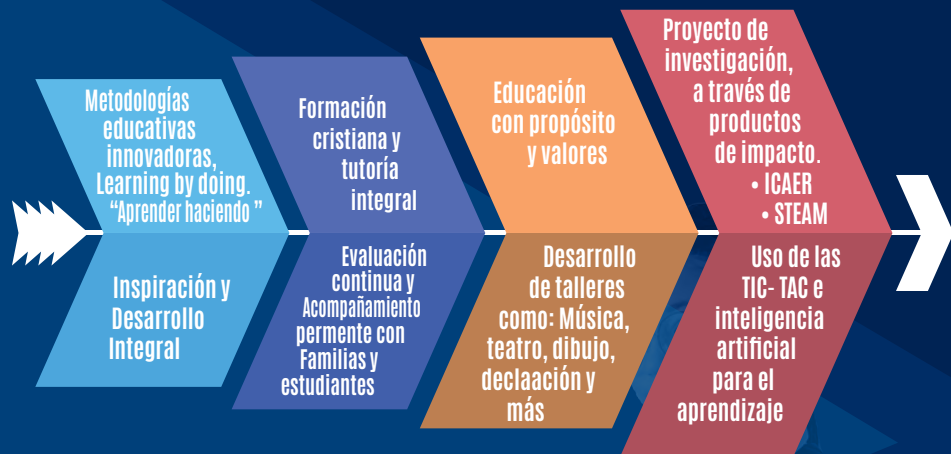 Metodologías
educativas
innovadoras,
Learning by doing.
“Aprender haciendo ”
Inspiración y
Desarrollo
Integral
Formación
cristiana y
tutoría
integral
Evaluación
continua y
Acompañamiento
permente con
Familias y
estudiantes
Educación
con propósito
y valores
Desarrollo
de talleres
como: Música,
teatro, dibujo,
declaación y
más
Proyecto de
investigación,
a través de
productos
de impacto.
• ICAER
• STEAM
Uso de las
TIC- TAC e
inteligencia
artificial
para el
aprendizaje